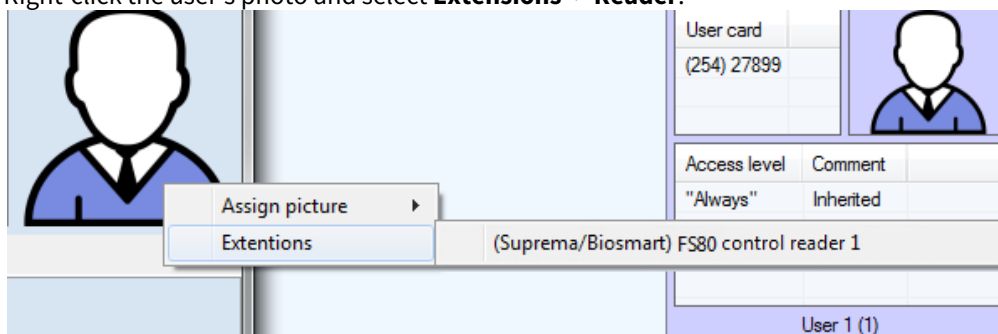 Right-click the user's photo and select Extensions → Reader.
User card
(254) 27899
Access level Comment
"Always" Inherited
Assign picture
Extentions
(Suprema/Biosmart) FS80 control reader 1
User 1 (1)